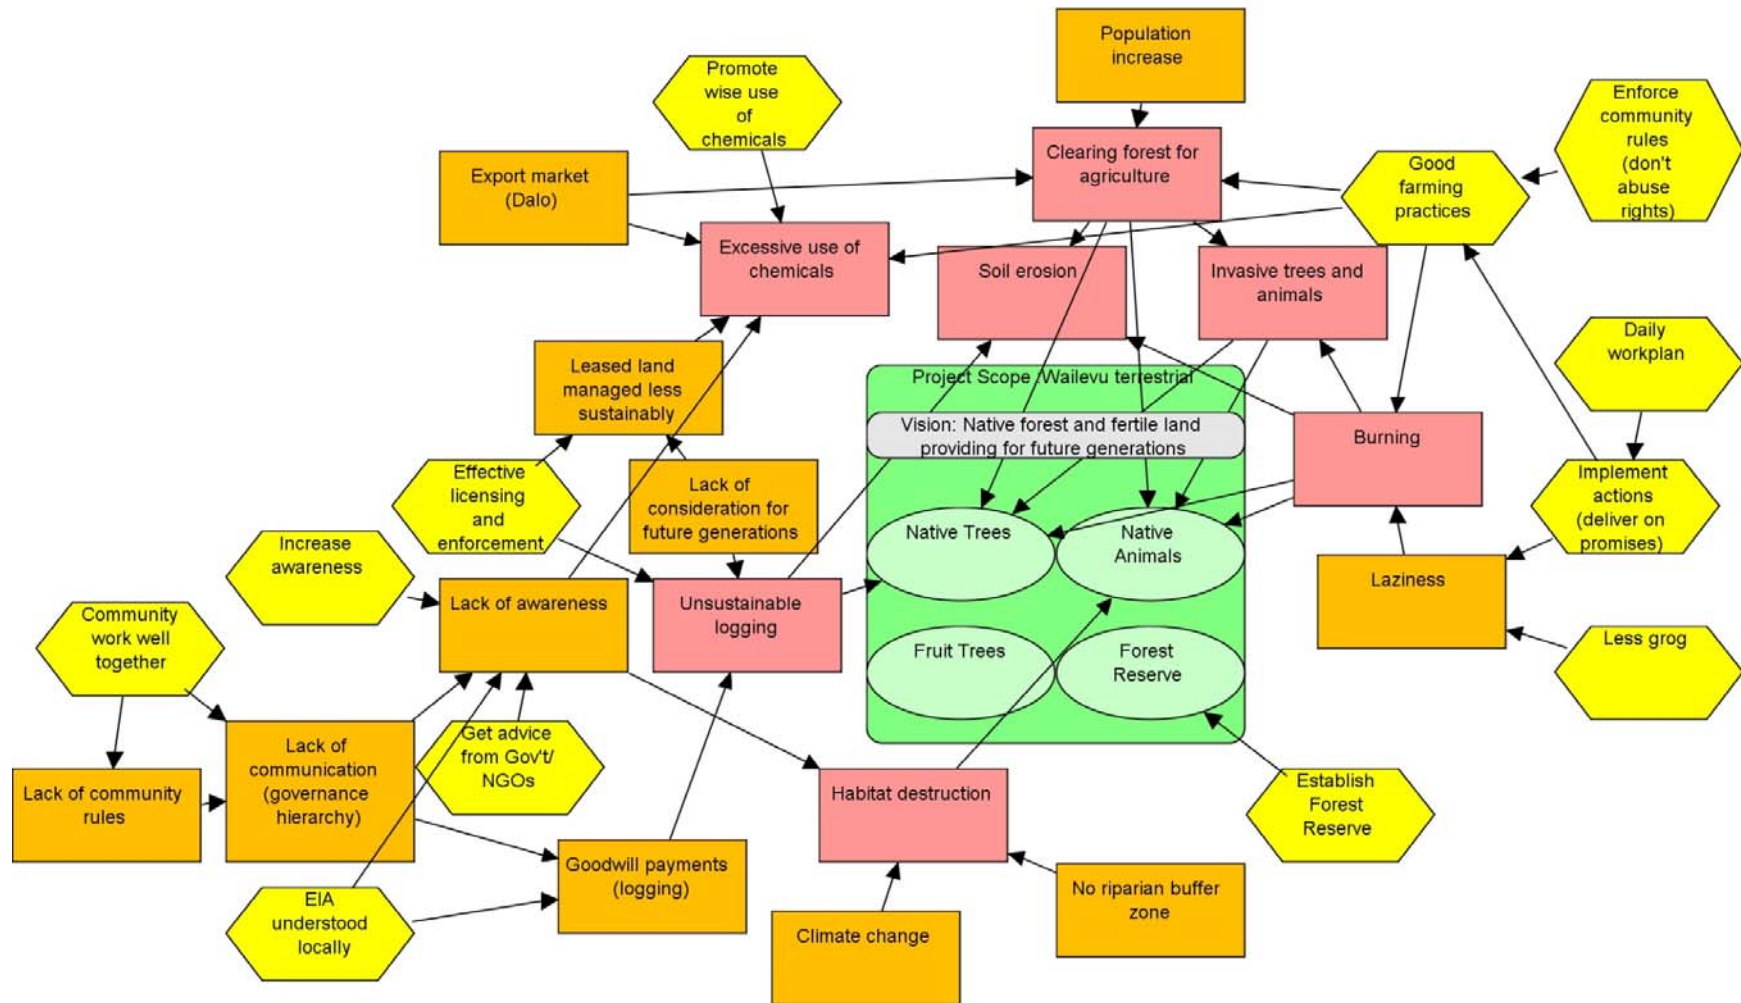 Population
increase
Promote
wise use
of
chemicals
Enforce
community
rules
(don't
abuse
rights)
Export market
(Dalo)
Clearing forest for
agriculture
Good
farming
practices
Excessive use of
chemicals
Soil erosion
Invasive trees and
animals
Daily
workplan
Leased land
managed less
sustainably
Project Scope :Wailevu terrestrial
Vision: Native forest and fertile land
providing for future generations
Burning
Effective
licensing and
enforcement
Lack of
consideration for
future generations
Implement
actions
(deliver on
promises)
Native Trees
Native
Animals
Increase
awareness
Lack of awareness
Unsustainable
logging
Laziness
Community
work well
together
Fruit Trees
Forest
Reserve
Less grog
Get advice
from Gov't/
NGOs
Lack of
communication
(governance
hierarchy)
Lack of community
rules
Habitat destruction
Establish
Forest
Reserve
Goodwill payments
(logging)
No riparian buffer
zone
EIA
understood
locally
Climate change